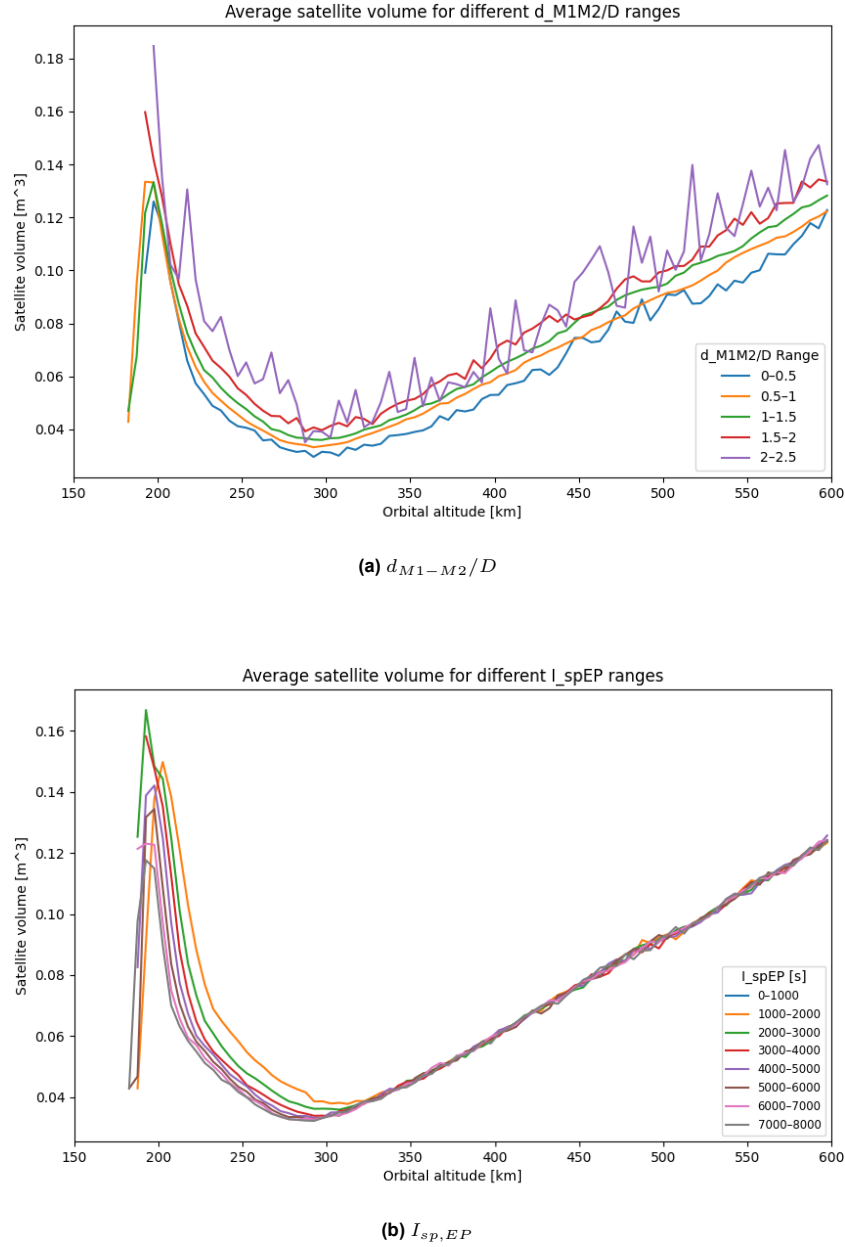 Average satellite volume for different d_M1M2/D ranges
Satellite volume [m^3]
0.18
0.16
0.14
0.12
0.10
0.08
0.06
0.04
d_M1M2/D Range
0–0.5
0.5–1
1–1.5
1.5–2
2–2.5
150 200 250 300 350 400 450 500 550 600
Orbital altitude [km]
(a) d_{M1−M2}/D
Average satellite volume for different I_spEP ranges
Satellite volume [m^3]
0.16
0.14
0.12
0.10
0.08
0.06
0.04
I_spEP [s]
0–1000
1000–2000
2000–3000
3000–4000
4000–5000
5000–6000
6000–7000
7000–8000
150 200 250 300 350 400 450 500 550 600
Orbital altitude [km]
(b) I_{sp,EP}